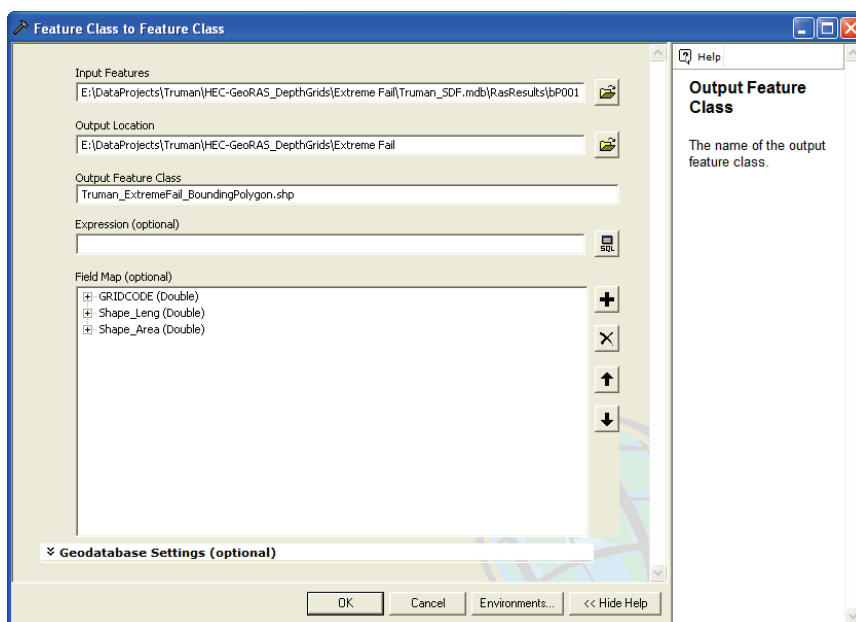 Feature Class to Feature Class
Input Features
E:\DataProjects\Truman\HEC-GeoRAS_DepthGrids\Extreme Fail\Truman_SDF.mdb\RasResults\bP001
Output Location
E:\DataProjects\Truman\HEC-GeoRAS_DepthGrids\Extreme Fail
Output Feature Class
Truman_ExtremeFail_BoundingPolygon.shp
Expression (optional)
SQL
Field Map (optional)
GRIDCODE (Double)
Shape_Leng (Double)
Shape_Area (Double)
Geodatabase Settings (optional)
OK
Cancel
Environments...
<< Hide Help
Help
Output Feature
Class
The name of the output
feature class.